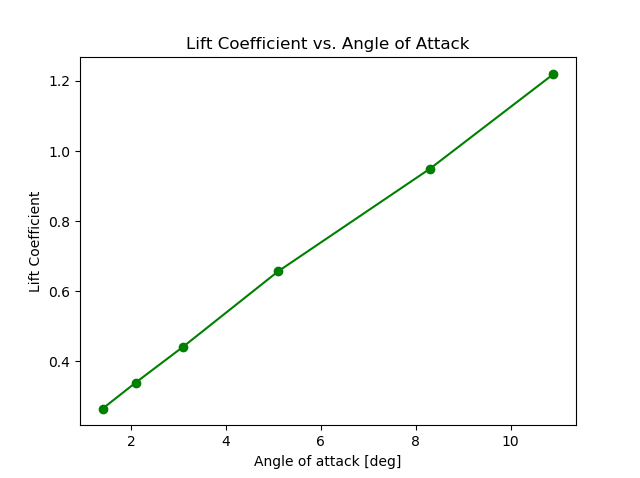 Lift Coefficient vs. Angle of Attack
1.2
1.0
0.8
0.6
0.4
Lift Coefficient
2 4 6 8 10
Angle of attack [deg]